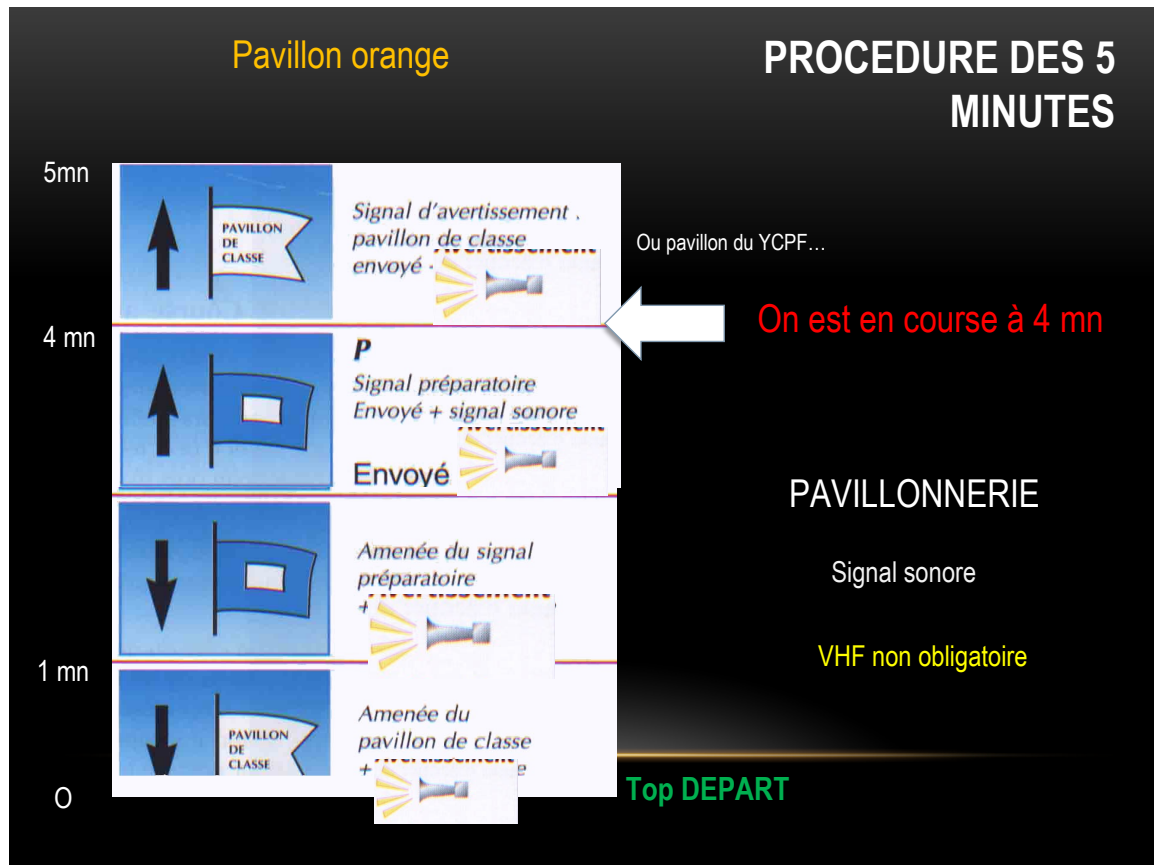 Pavillon orange
PROCEDURE DES 5
MINUTES
5mn
PAVILLON
DE
CLASSE
Signal d'avertissement .
pavillon de classe
envoyé
Ou pavillon du YCPF…
On est en course à 4 mn
4 mn
P
Signal préparatoire
Envoyé + signal sonore
Envoyé
PAVILLONNERIE
Signal sonore
VHF non obligatoire
Amenée du signal
préparatoire
+
1 mn
Amenée du
pavillon de classe
+
PAVILLON
DE
CLASSE
O
Top DEPART